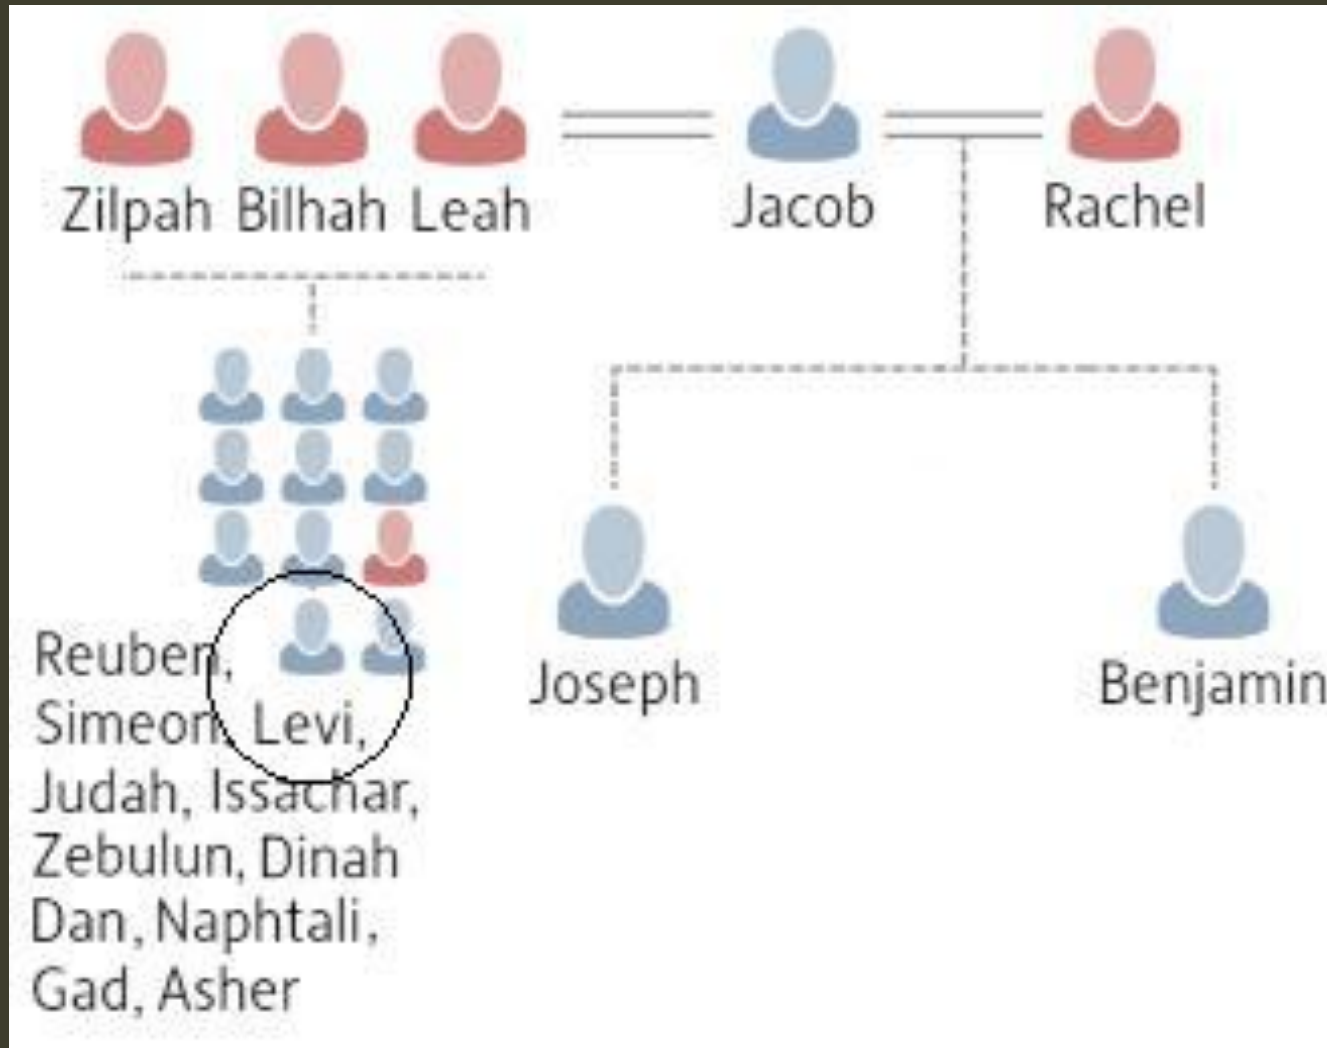 Zilpah Bilhah Leah Jacob Rachel
Joseph Benjamin
Reuben,
Simeon, Levi,
Judah, Issachar,
Zebulun, Dinah
Dan, Naphtali,
Gad, Asher